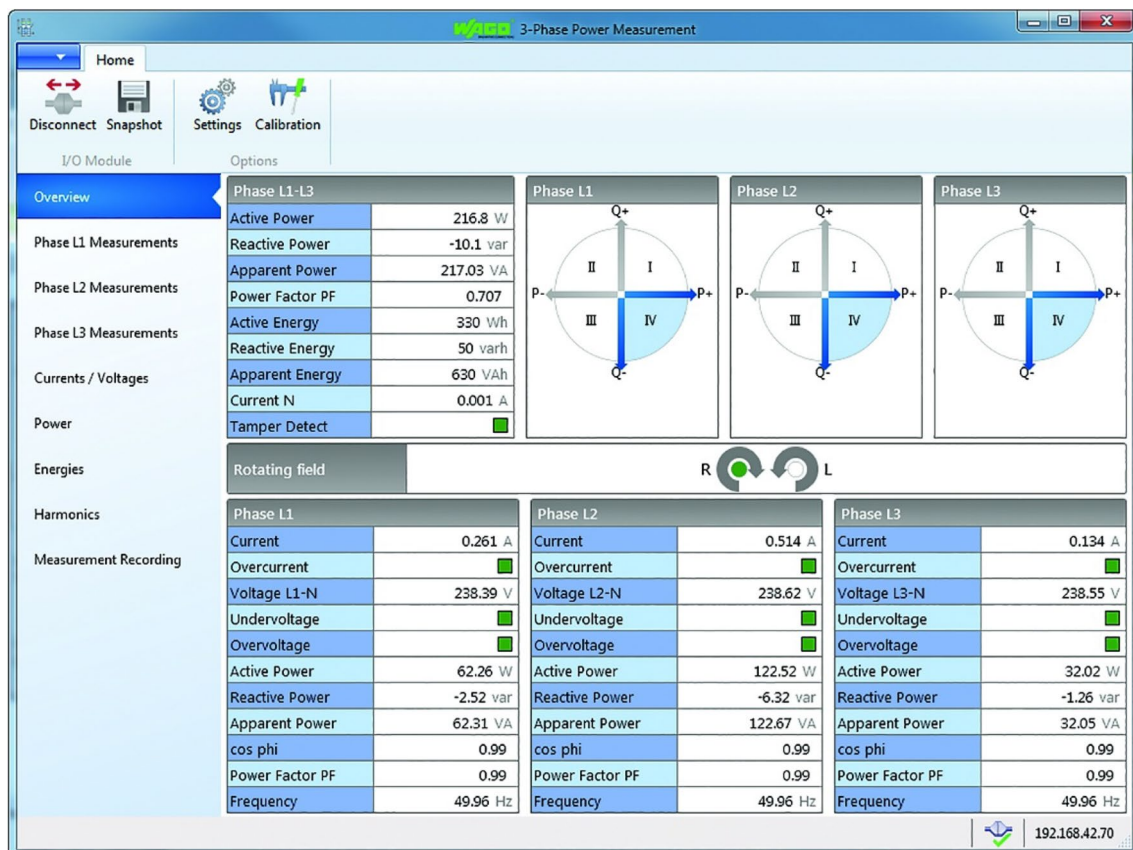 WAGO 3-Phase Power Measurement
Home
Disconnect Snapshot Settings Calibration
I/O Module Options
Overview
Phase L1 Measurements
Phase L2 Measurements
Phase L3 Measurements
Currents / Voltages
Power
Energies
Harmonics
Measurement Recording
Phase L1-L3
Active Power 216.8 W
Reactive Power -10.1 var
Apparent Power 217.03 VA
Power Factor PF 0.707
Active Energy 330 Wh
Reactive Energy 50 varh
Apparent Energy 630 VAh
Current N 0.001 A
Tamper Detect
Phase L1
Q+
II I
P- P+
III IV
Q-
Phase L2
Q+
II I
P- P+
III IV
Q-
Phase L3
Q+
II I
P- P+
III IV
Q-
Rotating field R L
Phase L1
Current 0.261 A
Overcurrent
Voltage L1-N 238.39 V
Undervoltage
Overvoltage
Active Power 62.26 W
Reactive Power -2.52 var
Apparent Power 62.31 VA
cos phi 0.99
Power Factor PF 0.99
Frequency 49.96 Hz
Phase L2
Current 0.514 A
Overcurrent
Voltage L2-N 238.62 V
Undervoltage
Overvoltage
Active Power 122.52 W
Reactive Power -6.32 var
Apparent Power 122.67 VA
cos phi 0.99
Power Factor PF 0.99
Frequency 49.96 Hz
Phase L3
Current 0.134 A
Overcurrent
Voltage L3-N 238.55 V
Undervoltage
Overvoltage
Active Power 32.02 W
Reactive Power -1.26 var
Apparent Power 32.05 VA
cos phi 0.99
Power Factor PF 0.99
Frequency 49.96 Hz
192.168.42.70